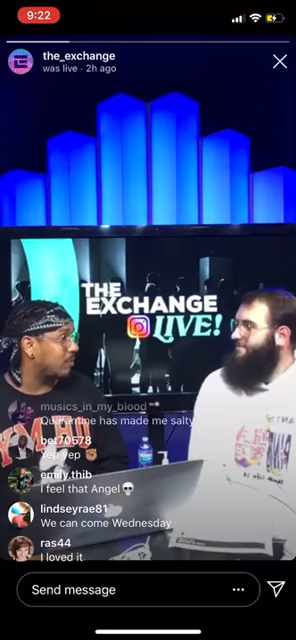 9:22
the_exchange
was live · 2h ago
THE
EXCHANGE
LIVE!
musics_in_my_blood
Quarantine has made me salty
bet70578
Yep yep
emily.thib
I feel that Angel💀
lindseyrae81
We can come Wednesday
ras44
I loved it
Send message